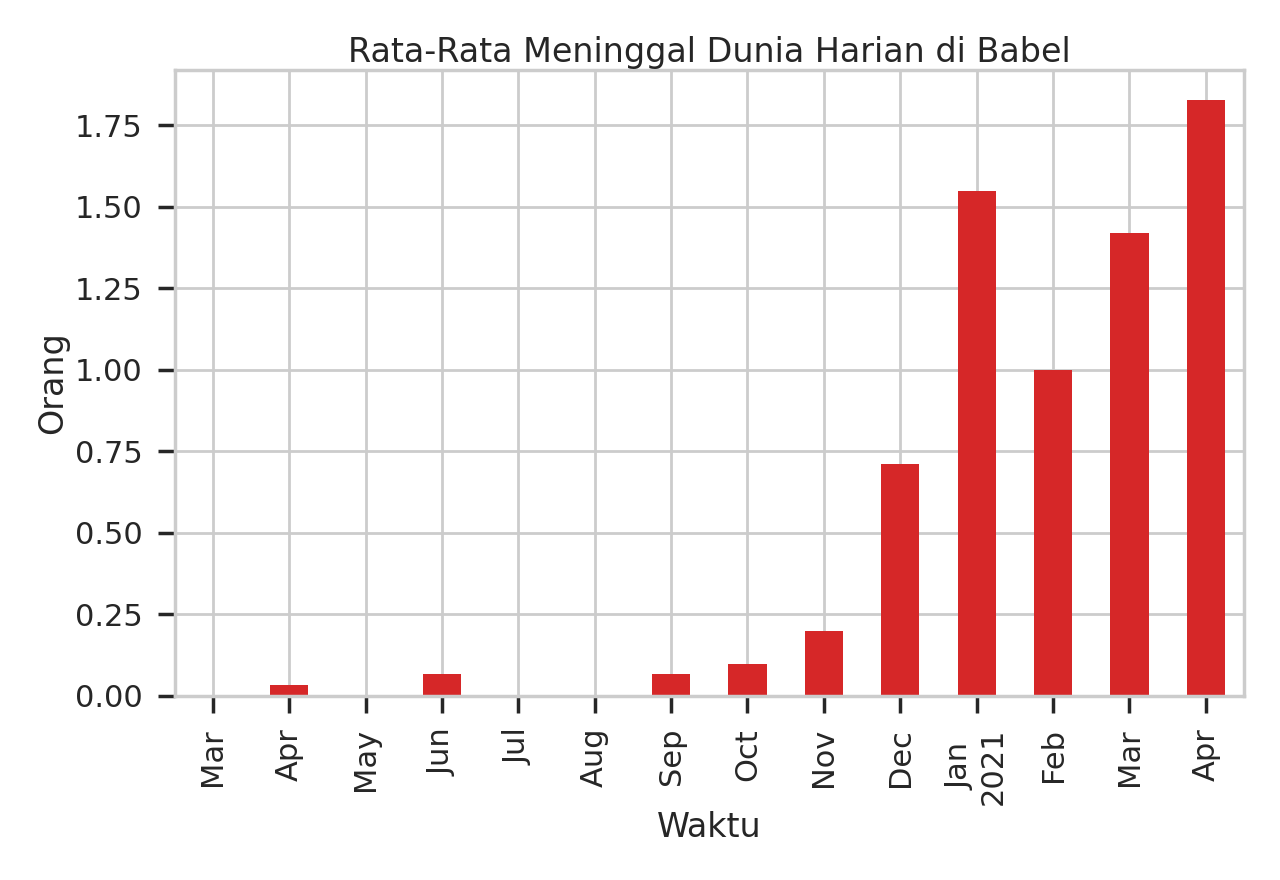 Rata-Rata Meninggal Dunia Harian di Babel
1.75
1.50
1.25
1.00
0.75
0.50
0.25
0.00
Orang
Mar
Apr
May
Jun
Jul
Aug
Sep
Oct
Nov
Dec
Jan
2021
Feb
Mar
Apr
Waktu